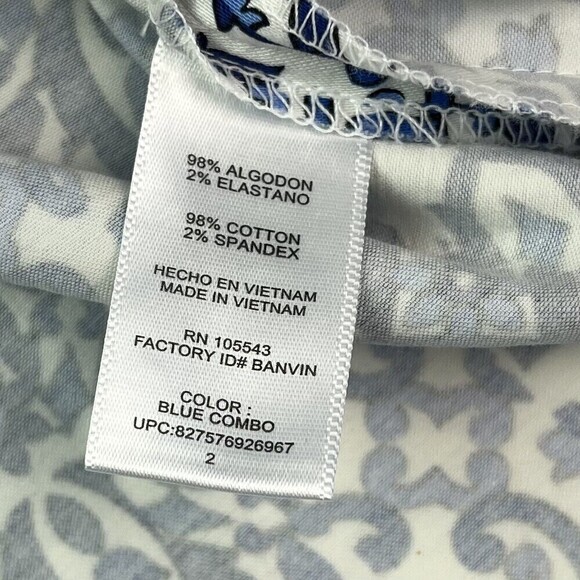 98% ALGODON
2% ELASTANO
98% COTTON
2% SPANDEX
HECHO EN VIETNAM
MADE IN VIETNAM
RN 105543
FACTORY ID# BANVIN
COLOR :
BLUE COMBO
UPC:827576926967
2